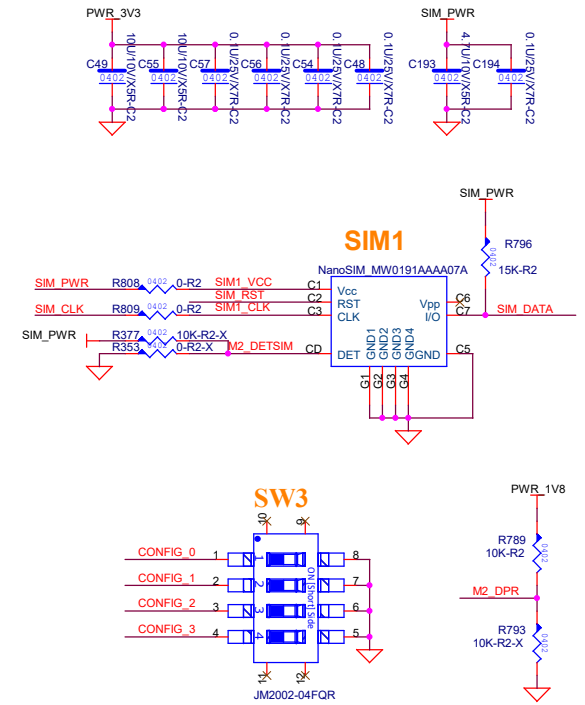 PWR_3V3
SIM_PWR
C49 0402 10U/10V/X5R-C2
C55 0402 10U/10V/X5R-C2
C57 0402 0.1U/25V/X7R-C2
C56 0402 0.1U/25V/X7R-C2
C54 0402 0.1U/25V/X7R-C2
C48 0402 0.1U/25V/X7R-C2
C193 0402 4.7U/10V/X5R-C2
C194 0402 0.1U/25V/X7R-C2
SIM_PWR
SIM1
R796
0402
15K-R2
NanoSIM_MW0191AAAA07A
SIM_PWR R808 0402 0-R2 SIM1_VCC C1 Vcc
SIM_RST C2 RST Vpp C6
SIM_CLK R809 0402 0-R2 SIM1_CLK C3 CLK I/O C7 SIM_DATA
SIM_PWR R377 0402 10K-R2-X
R353 0402 0-R2-X M2_DETSIM CD DET GND1 GND2 GND3 GND4 GND C5
G1 G2 G3 G4
SW3
PWR_1V8
10 9
CONFIG_0 1 1 8
CONFIG_1 2 2 7
CONFIG_2 3 3 6
CONFIG_3 4 4 5
ON [Short] Side
11 12
JM2002-04FQR
R789
10K-R2
0402
M2_DPR
R793
10K-R2-X
0402